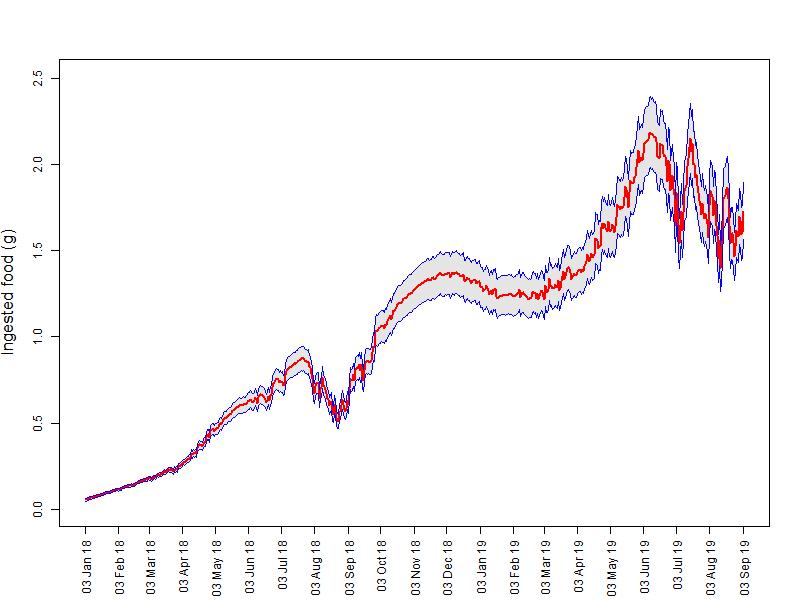 Ingested food (g)
2.5
2.0
1.5
1.0
0.5
0.0
03 Jan 18
03 Feb 18
03 Mar 18
03 Apr 18
03 May 18
03 Jun 18
03 Jul 18
03 Aug 18
03 Sep 18
03 Oct 18
03 Nov 18
03 Dec 18
03 Jan 19
03 Feb 19
03 Mar 19
03 Apr 19
03 May 19
03 Jun 19
03 Jul 19
03 Aug 19
03 Sep 19